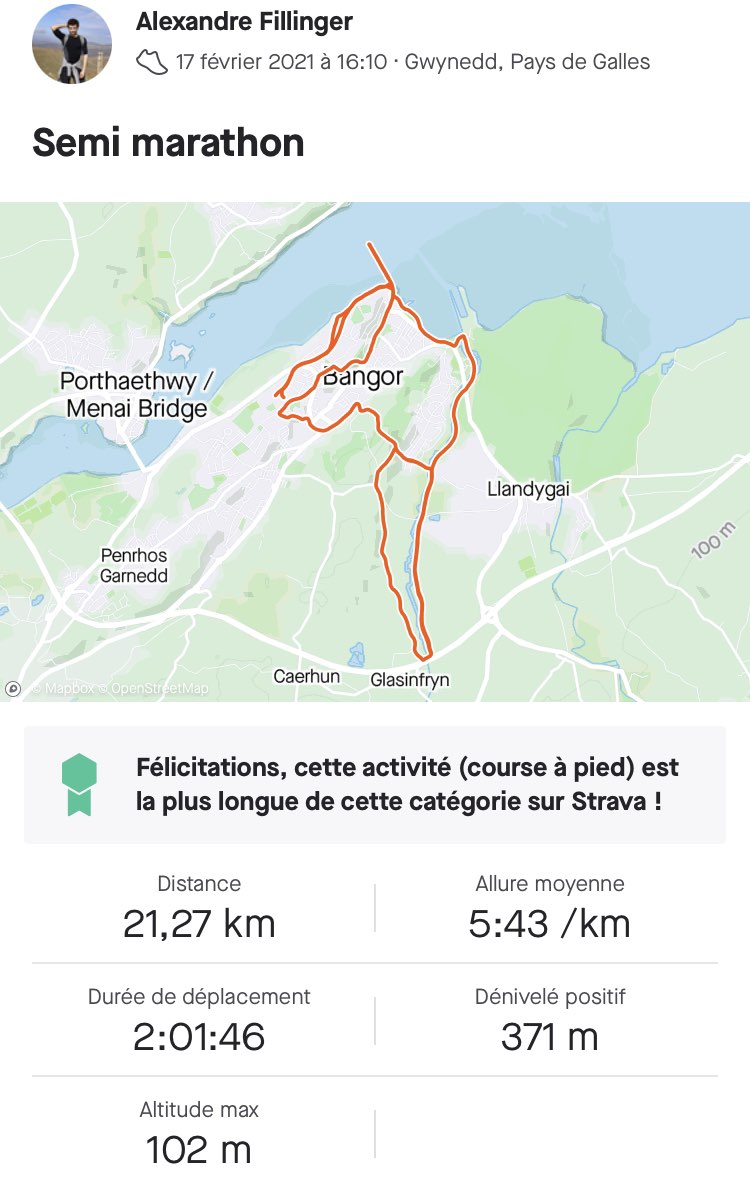 Alexandre Fillinger
17 février 2021 à 16:10 · Gwynedd, Pays de Galles
Semi marathon
Porthaethwy /
Menai Bridge
Bangor
Llandygai
Penrhos
Garnedd
100 m
Caerhun
Glasinfryn
© Mapbox © OpenStreetMap
Félicitations, cette activité (course à pied) est
la plus longue de cette catégorie sur Strava !
Distance
21,27 km
Allure moyenne
5:43 /km
Durée de déplacement
2:01:46
Dénivelé positif
371 m
Altitude max
102 m